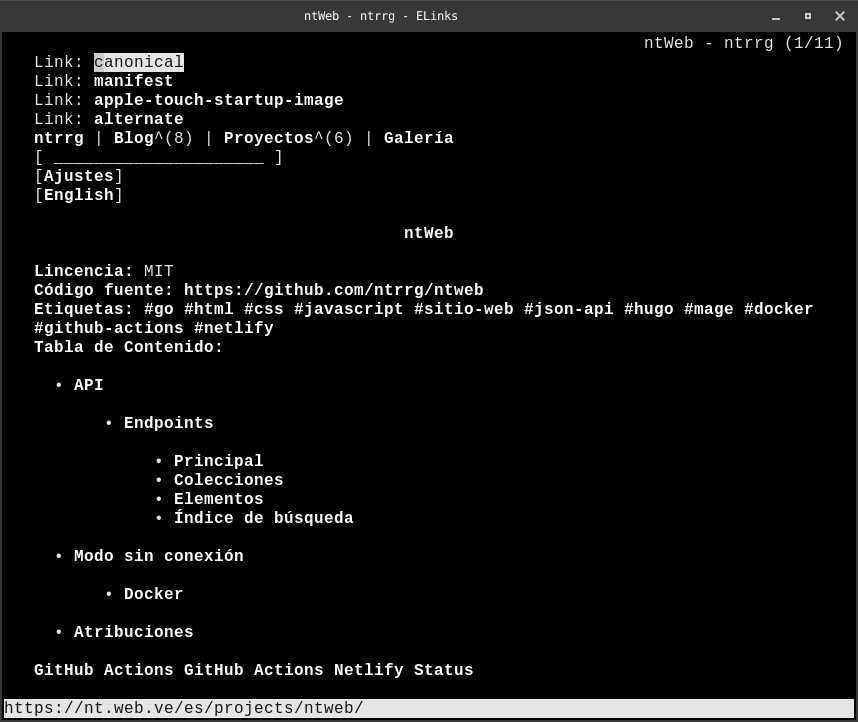 ntWeb - ntrrg - ELinks
ntWeb - ntrrg (1/11)
Link: canonical
Link: manifest
Link: apple-touch-startup-image
Link: alternate
ntrrg | Blog^(8) | Proyectos^(6) | Galería
[ _____________________ ]
[Ajustes]
[English]
ntWeb
Lincencia: MIT
Código fuente: https://github.com/ntrrg/ntweb
Etiquetas: #go #html #css #javascript #sitio-web #json-api #hugo #mage #docker
#github-actions #netlify
Tabla de Contenido:
• API
• Endpoints
• Principal
• Colecciones
• Elementos
• Índice de búsqueda
• Modo sin conexión
• Docker
• Atribuciones
GitHub Actions GitHub Actions Netlify Status
https://nt.web.ve/es/projects/ntweb/